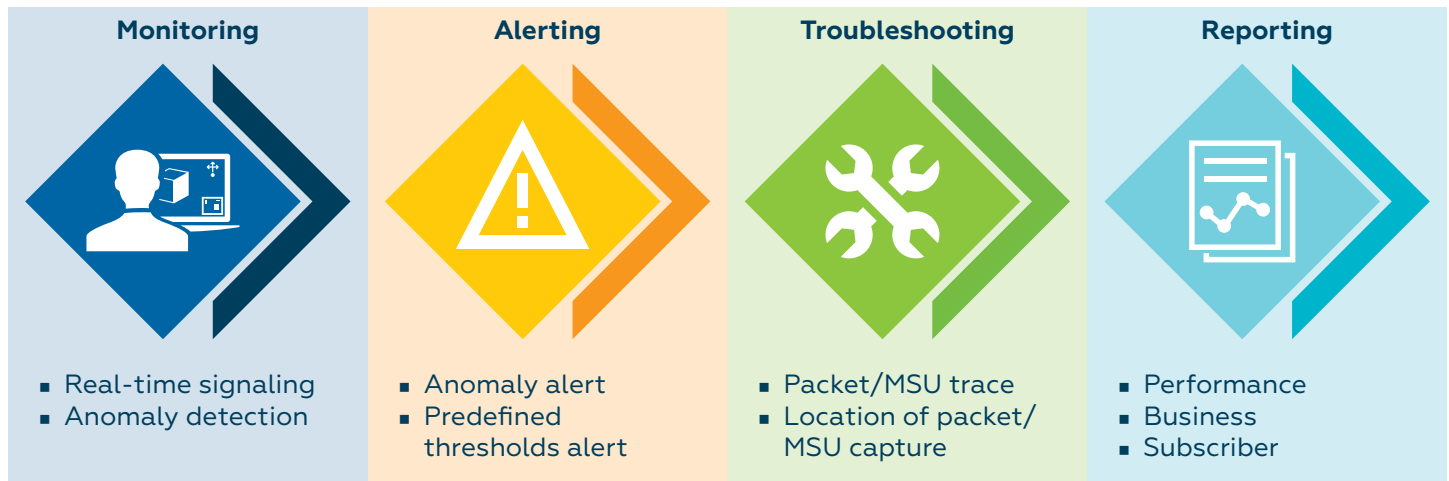 Monitoring
▪ Real-time signaling
▪ Anomaly detection
Alerting
▪ Anomaly alert
▪ Predefined
thresholds alert
Troubleshooting
▪ Packet/MSU trace
▪ Location of packet/
MSU capture
Reporting
▪ Performance
▪ Business
▪ Subscriber